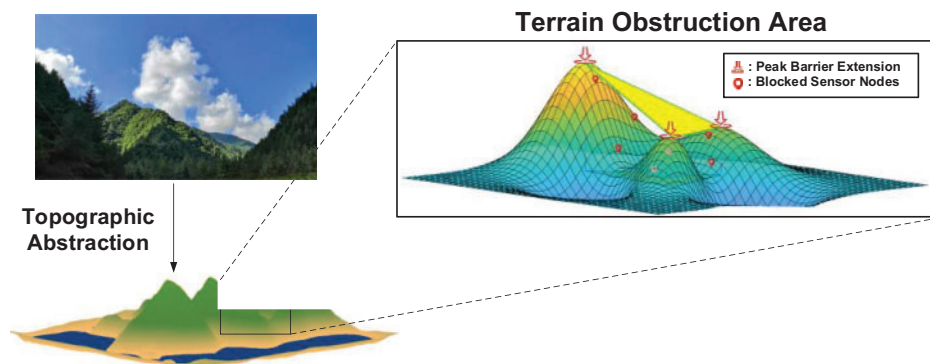 Terrain Obstruction Area
: Peak Barrier Extension
: Blocked Sensor Nodes
Topographic
Abstraction